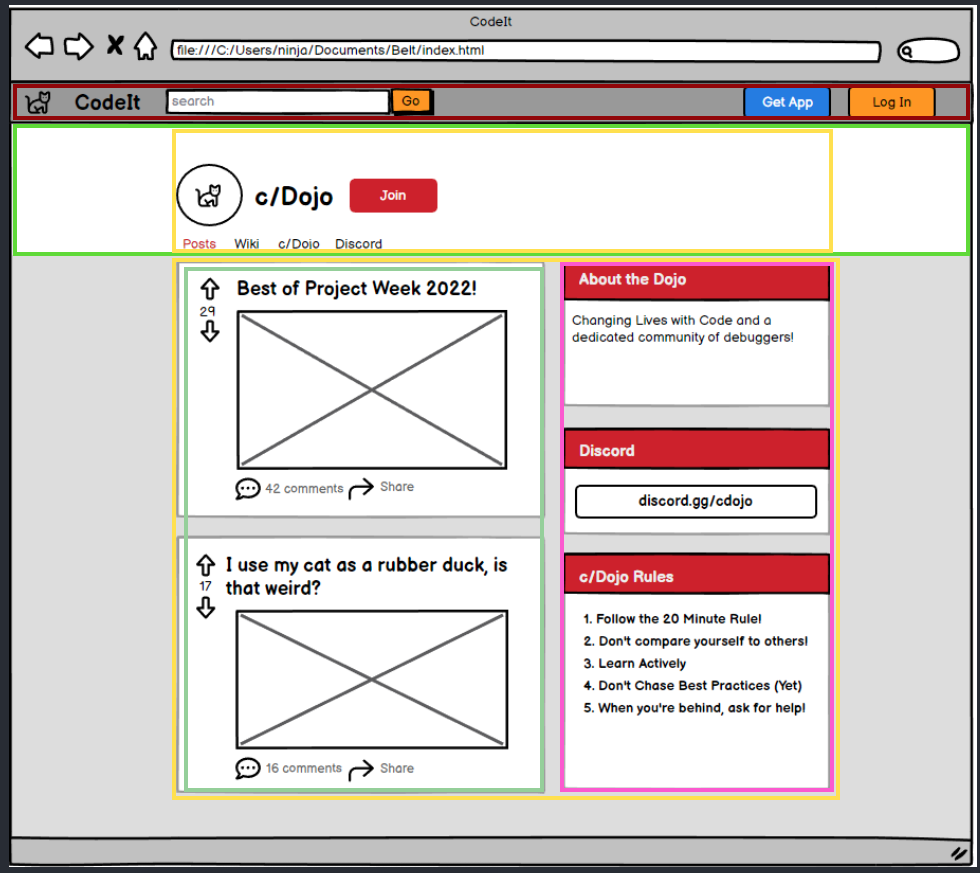 CodeIt
file:///C:/Users/ninja/Documents/Belt/index.html
CodeIt
search
Go
Get App
Log In
c/Dojo
Join
Posts Wiki c/Dojo Discord
Best of Project Week 2022!
29
42 comments
Share
I use my cat as a rubber duck, is
that weird?
17
16 comments
Share
About the Dojo
Changing Lives with Code and a
dedicated community of debuggers!
Discord
discord.gg/cdojo
c/Dojo Rules
1. Follow the 20 Minute Rule!
2. Don't compare yourself to others!
3. Learn Actively
4. Don't Chase Best Practices (Yet)
5. When you're behind, ask for help!